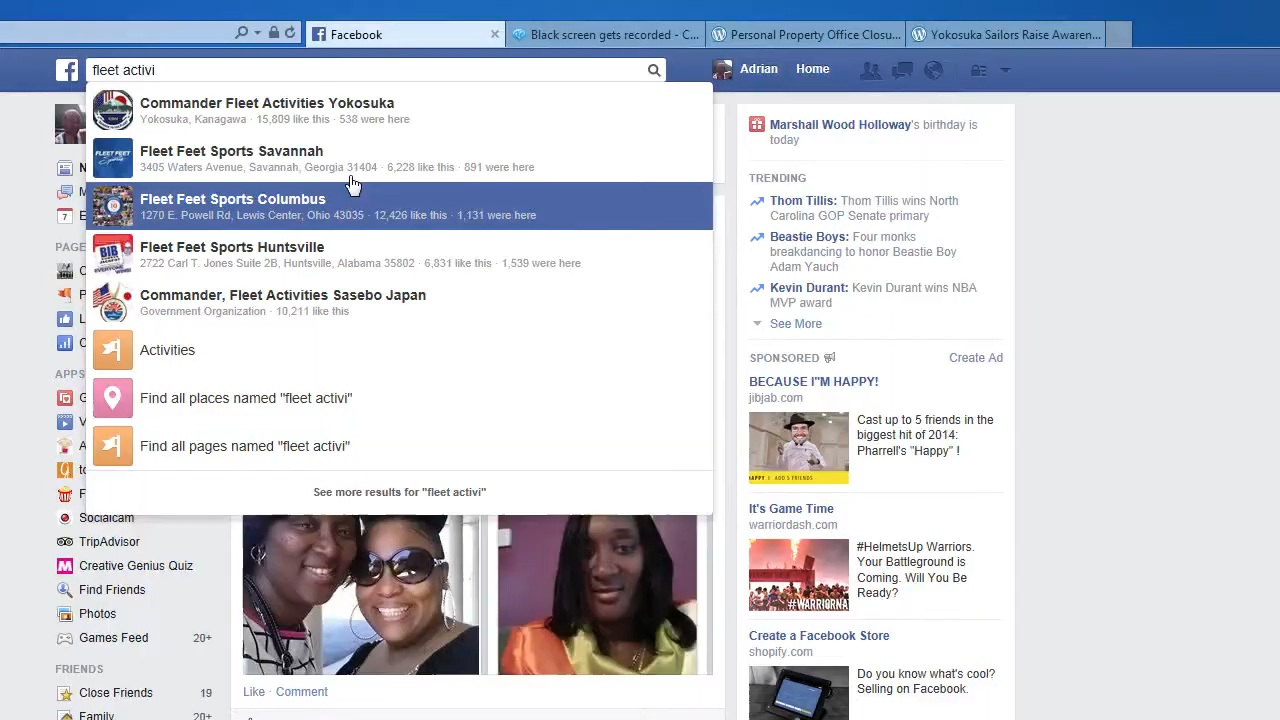 Facebook
Black screen gets recorded - C...
Personal Property Office Closu...
Yokosuka Sailors Raise Awaren...
fleet activi
Adrian
Home
Commander Fleet Activities Yokosuka
Yokosuka, Kanagawa · 15,809 like this · 538 were here
Fleet Feet Sports Savannah
3405 Waters Avenue, Savannah, Georgia 31404 · 6,228 like this · 891 were here
Fleet Feet Sports Columbus
1270 E. Powell Rd, Lewis Center, Ohio 43035 · 12,426 like this · 1,131 were here
Fleet Feet Sports Huntsville
2722 Carl T. Jones Suite 2B, Huntsville, Alabama 35802 · 6,831 like this · 1,539 were here
Commander, Fleet Activities Sasebo Japan
Government Organization · 10,211 like this
Activities
Find all places named "fleet activi"
Find all pages named "fleet activi"
See more results for "fleet activi"
PAGE
APPS
Socialcam
TripAdvisor
Creative Genius Quiz
Find Friends
Photos
Games Feed 20+
FRIENDS
Close Friends 19
Family 20+
Like · Comment
Marshall Wood Holloway's birthday is
today
TRENDING
Thom Tillis: Thom Tillis wins North
Carolina GOP Senate primary
Beastie Boys: Four monks
breakdancing to honor Beastie Boy
Adam Yauch
Kevin Durant: Kevin Durant wins NBA
MVP award
See More
SPONSORED
Create Ad
BECAUSE I"M HAPPY!
jibjab.com
Cast up to 5 friends in the
biggest hit of 2014:
Pharrell's "Happy" !
It's Game Time
warriordash.com
#HelmetsUp Warriors.
Your Battleground is
Coming. Will You Be
Ready?
#WARRIORNA
Create a Facebook Store
shopify.com
Do you know what's cool?
Selling on Facebook.